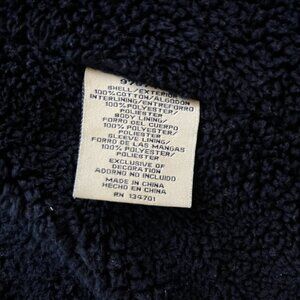 SHELL/EXTERIOR
100% COTTON/ALGODON
INTERLINING/ENTREFORRO
100% POLYESTER/
POLIESTER
BODY LINING/
FORRO DEL CUERPO
100% POLYESTER/
POLIESTER
SLEEVE LINING/
FORRO DE LAS MANGAS
100% POLYESTER/
POLIESTER
EXCLUSIVE OF
DECORATION
ADORNO NO INCLUIDO
MADE IN CHINA
HECHO EN CHINA
RN 134701